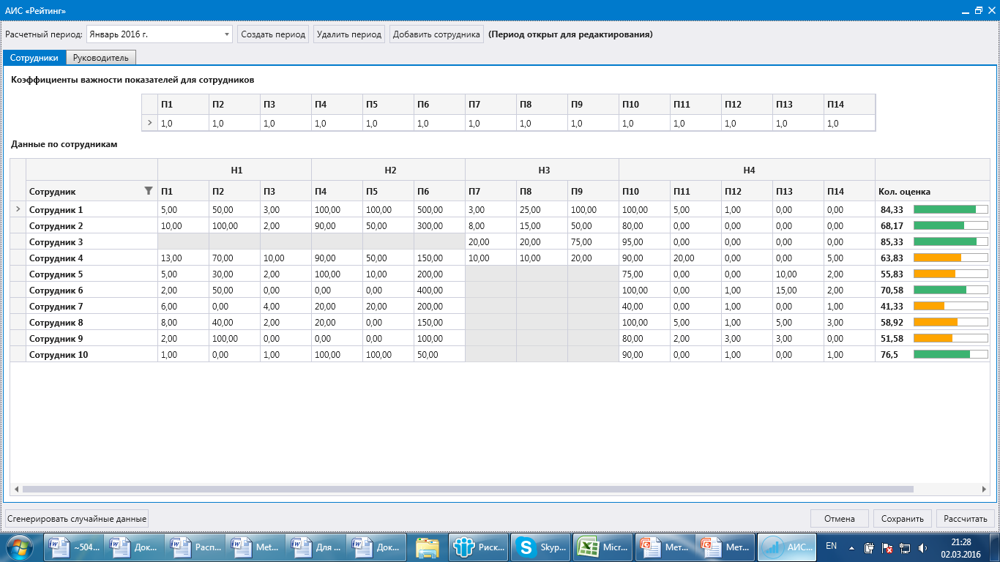 АИС «Рейтинг»
Расчетный период: Январь 2016 г. Создать период Удалить период Добавить сотрудника (Период открыт для редактирования)
Сотрудники Руководитель
Коэффициенты важности показателей для сотрудников
П1 П2 П3 П4 П5 П6 П7 П8 П9 П10 П11 П12 П13 П14
1,0 1,0 1,0 1,0 1,0 1,0 1,0 1,0 1,0 1,0 1,0 1,0 1,0 1,0
Данные по сотрудникам
Н1 Н2 Н3 Н4
Сотрудник П1 П2 П3 П4 П5 П6 П7 П8 П9 П10 П11 П12 П13 П14 Кол. оценка
Сотрудник 1 5,00 50,00 3,00 100,00 100,00 500,00 3,00 25,00 100,00 100,00 5,00 1,00 0,00 0,00 84,33
Сотрудник 2 10,00 100,00 2,00 90,00 50,00 300,00 8,00 15,00 50,00 80,00 0,00 0,00 0,00 0,00 68,17
Сотрудник 3 20,00 20,00 75,00 95,00 0,00 0,00 0,00 0,00 85,33
Сотрудник 4 13,00 70,00 10,00 90,00 50,00 150,00 10,00 10,00 20,00 90,00 20,00 0,00 0,00 5,00 63,83
Сотрудник 5 5,00 30,00 2,00 100,00 10,00 200,00 75,00 0,00 0,00 10,00 2,00 55,83
Сотрудник 6 2,00 50,00 0,00 0,00 0,00 400,00 100,00 0,00 1,00 15,00 2,00 70,58
Сотрудник 7 6,00 0,00 4,00 20,00 20,00 200,00 40,00 0,00 1,00 0,00 1,00 41,33
Сотрудник 8 8,00 40,00 2,00 20,00 0,00 150,00 100,00 5,00 1,00 5,00 3,00 58,92
Сотрудник 9 2,00 100,00 0,00 0,00 0,00 100,00 80,00 2,00 3,00 3,00 0,00 51,58
Сотрудник 10 1,00 0,00 1,00 100,00 100,00 50,00 90,00 0,00 1,00 0,00 1,00 76,5
Сгенерировать случайные данные Отмена Сохранить Рассчитать
~504... Док... Расп... Met... Для ... Док... Риск... Skyp... Micr... Мет... Мет... АИС... EN 21:28
02.03.2016